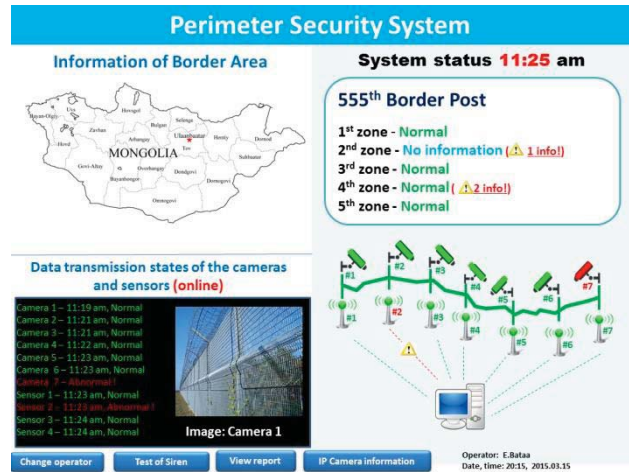 Perimeter Security System
Information of Border Area
Bayan-Olgiy
Uvs
Hovsgol
Zavhan
Bulgan
Selenge
Arhangay
Ulaanbaatar
Tov
Hentiy
Dornod
Hovd
MONGOLIA
Suhbaatar
Govi-Altay
Bayanhongor
Ovorhangay
Dundgovi
Dornogovi
Omnogovi
System status 11:25 am
555th Border Post
1st zone - Normal
2nd zone - No information (⚠ 1 info!)
3rd zone - Normal
4th zone - Normal (⚠2 info!)
5th zone - Normal
Data transmission states of the cameras
and sensors (online)
Camera 1 – 11:19 am, Normal
Camera 2 – 11:21 am, Normal
Camera 3 – 11:21 am, Normal
Camera 4 – 11:22 am, Normal
Camera 5 – 11:23 am, Normal
Camera 6 – 11:23 am, Normal
Camera 7 – Abnormal !
Sensor 1 – 11:23 am, Normal
Sensor 2 – 11:23 am, Abnormal !
Sensor 3 – 11:24 am, Normal
Sensor 4 – 11:24 am, Normal
Image: Camera 1
#1
#2
#3
#4
#5
#6
#7
#1
#2
#3
#4
#5
#6
#7
Change operator
Test of Siren
View report
IP Camera information
Operator: E.Bataa
Date, time: 20:15, 2015.03.15